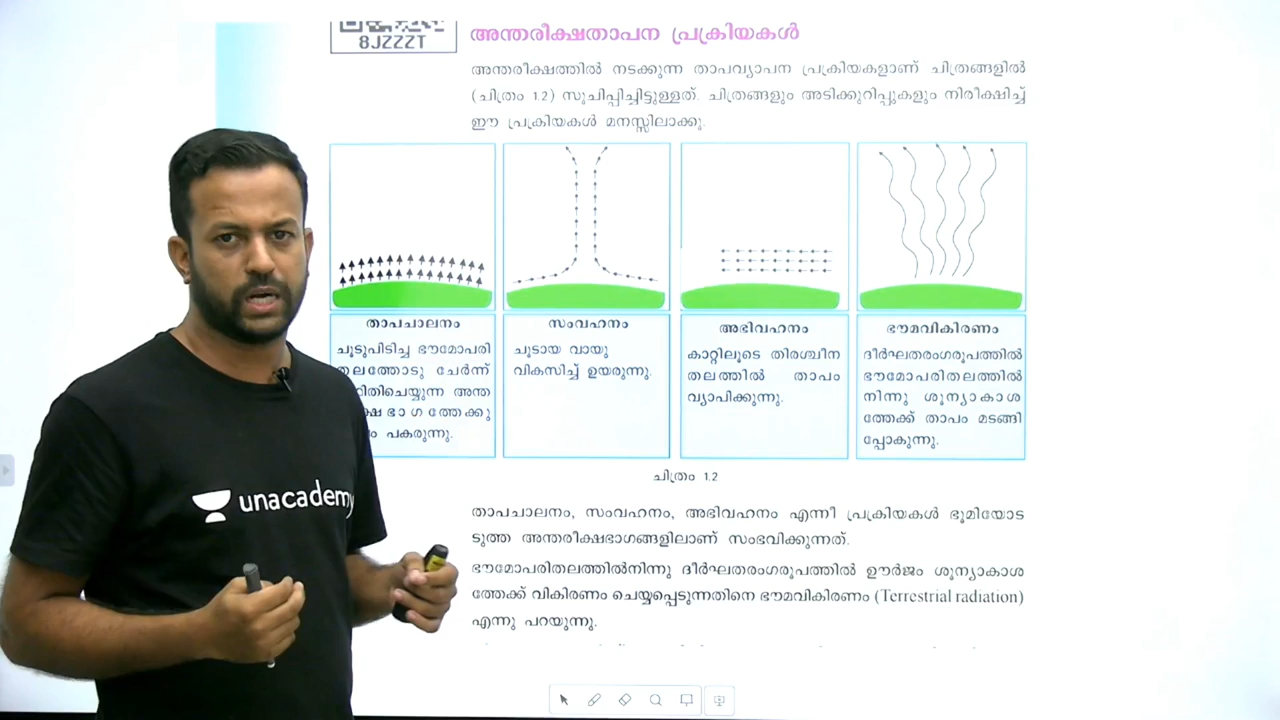 8JZZZT
അന്തരീക്ഷതാപന പ്രക്രിയകൾ
അന്തരീക്ഷത്തിൽ നടക്കുന്ന താപവ്യാപന പ്രക്രിയകളാണ് ചിത്രങ്ങളിൽ
(ചിത്രം 1.2) സൂചിപ്പിച്ചിട്ടുള്ളത്. ചിത്രങ്ങളും അടിക്കുറിപ്പുകളും നിരീക്ഷിച്ച്
ഈ പ്രക്രിയകൾ മനസ്സിലാക്കൂ.
താപചാലനം
ചൂടുപിടിച്ച ഭൗമോപരി
തലത്തോടു ചേർന്ന്
അന്ത
ഭാഗത്തേക്കു
പകരുന്നു.
സംവഹനം
ചൂടായ വായു
വികസിച്ച് ഉയരുന്നു.
അഭിവഹനം
കാറ്റിലൂടെ തിരശ്ചീന
തലത്തിൽ താപം
വ്യാപിക്കുന്നു.
ഭൗമവികിരണം
ദീർഘതരംഗരൂപത്തിൽ
ഭൗമോപരിതലത്തിൽ
നിന്നു ശൂന്യാകാശ
ത്തേക്ക് താപം മടങ്ങി
പ്പോകുന്നു.
ചിത്രം 1.2
താപചാലനം, സംവഹനം, അഭിവഹനം എന്നീ പ്രക്രിയകൾ ഭൂമിയോട
ടുത്ത അന്തരീക്ഷഭാഗങ്ങളിലാണ് സംഭവിക്കുന്നത്.
ഭൗമോപരിതലത്തിൽനിന്നു ദീർഘതരംഗരൂപത്തിൽ ഊർജം ശൂന്യാകാശ
ത്തേക്ക് വികിരണം ചെയ്യപ്പെടുന്നതിനെ ഭൗമവികിരണം (Terrestrial radiation)
എന്നു പറയുന്നു.
unacademy